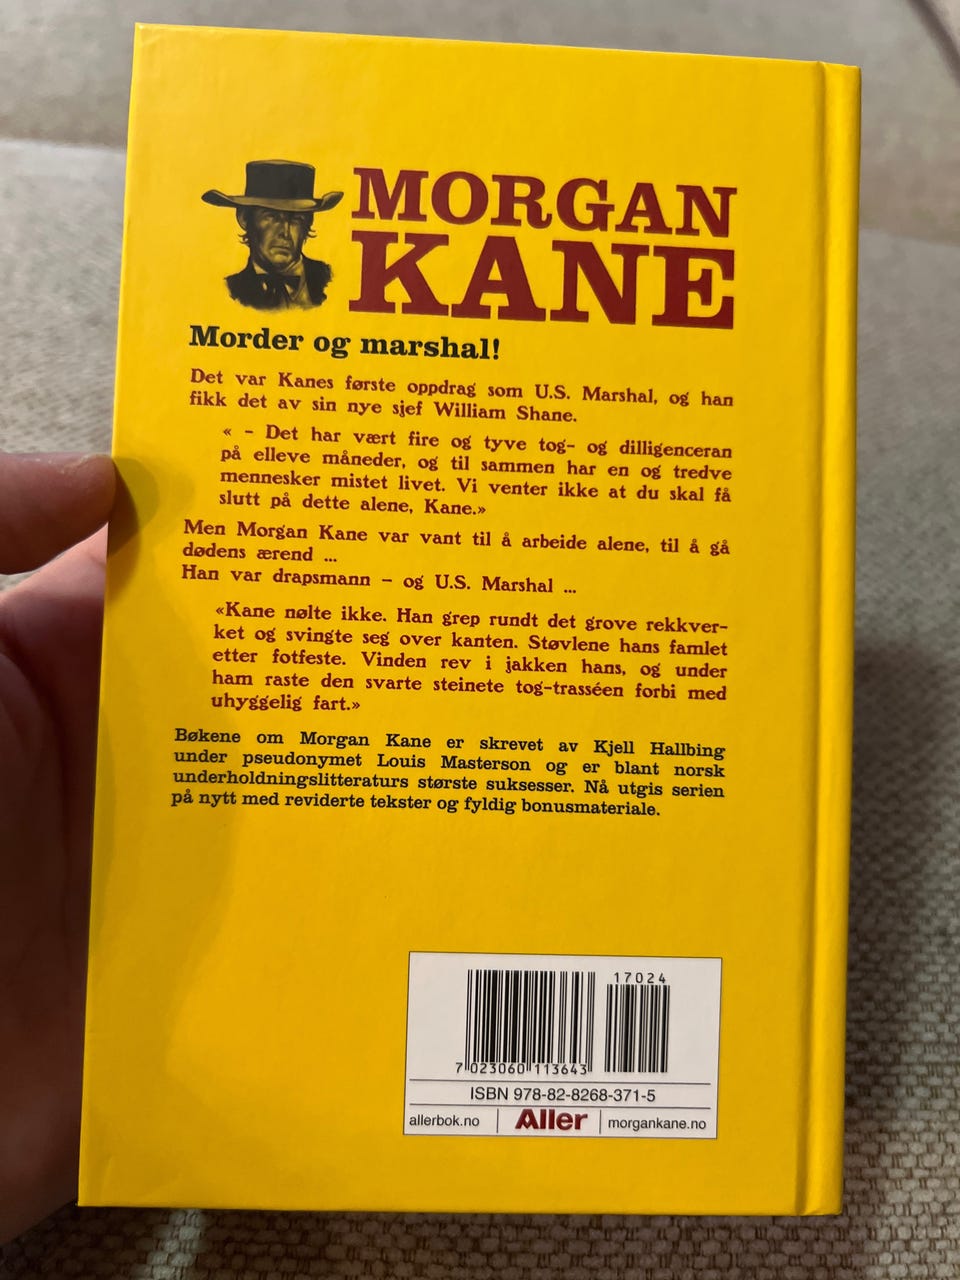 MORGAN
KANE
Morder og marshal!
Det var Kanes første oppdrag som U.S. Marshal, og han
fikk det av sin nye sjef William Shane.
« – Det har vært fire og tyve tog- og dilligenceran
på elleve måneder, og til sammen har en og tredve
mennesker mistet livet. Vi venter ikke at du skal få
slutt på dette alene, Kane.»
Men Morgan Kane var vant til å arbeide alene, til å gå
dødens ærend ...
Han var drapsmann – og U.S. Marshal ...
«Kane nølte ikke. Han grep rundt det grove rekkver-
ket og svingte seg over kanten. Støvlene hans famlet
etter fotfeste. Vinden rev i jakken hans, og under
ham raste den svarte steinete tog-trasséen forbi med
uhyggelig fart.»
Bøkene om Morgan Kane er skrevet av Kjell Hallbing
under pseudonymet Louis Masterson og er blant norsk
underholdningslitteraturs største suksesser. Nå utgis serien
på nytt med reviderte tekster og fyldig bonusmateriale.
17024
7 023060 113643
ISBN 978-82-8268-371-5
allerbok.no Aller morgankane.no